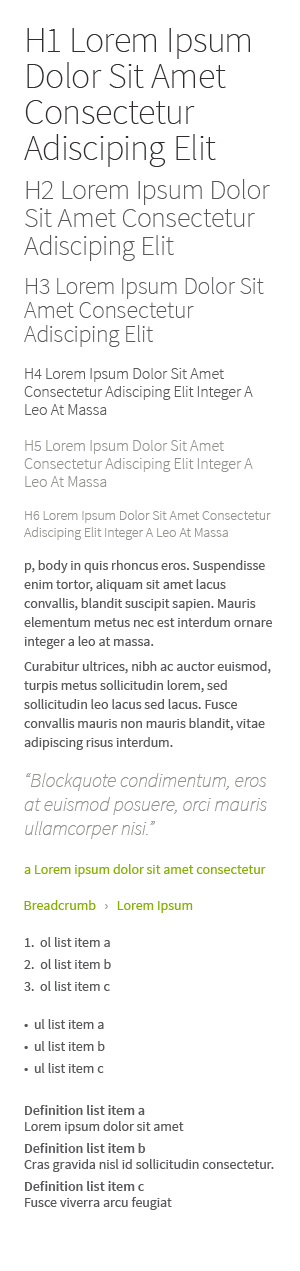 H1 Lorem Ipsum
Dolor Sit Amet
Consectetur
Adisciping Elit
H2 Lorem Ipsum Dolor
Sit Amet Consectetur
Adisciping Elit
H3 Lorem Ipsum Dolor Sit
Amet Consectetur
Adisciping Elit
H4 Lorem Ipsum Dolor Sit Amet
Consectetur Adisciping Elit Integer A
Leo At Massa
H5 Lorem Ipsum Dolor Sit Amet
Consectetur Adisciping Elit Integer A
Leo At Massa
H6 Lorem Ipsum Dolor Sit Amet Consectetur
Adisciping Elit Integer A Leo At Massa
p, body in quis rhoncus eros. Suspendisse
enim tortor, aliquam sit amet lacus
convallis, blandit suscipit sapien. Mauris
elementum metus nec est interdum ornare
integer a leo at massa.
Curabitur ultrices, nibh ac auctor euismod,
turpis metus sollicitudin lorem, sed
sollicitudin leo lacus sed lacus. Fusce
convallis mauris non mauris blandit, vitae
adipiscing risus interdum.
“Blockquote condimentum, eros
at euismod posuere, orci mauris
ullamcorper nisi.”
a Lorem ipsum dolor sit amet consectetur
Breadcrumb › Lorem Ipsum
1. ol list item a
2. ol list item b
3. ol list item c
• ul list item a
• ul list item b
• ul list item c
Definition list item a
Lorem ipsum dolor sit amet
Definition list item b
Cras gravida nisl id sollicitudin consectetur.
Definition list item c
Fusce viverra arcu feugiat